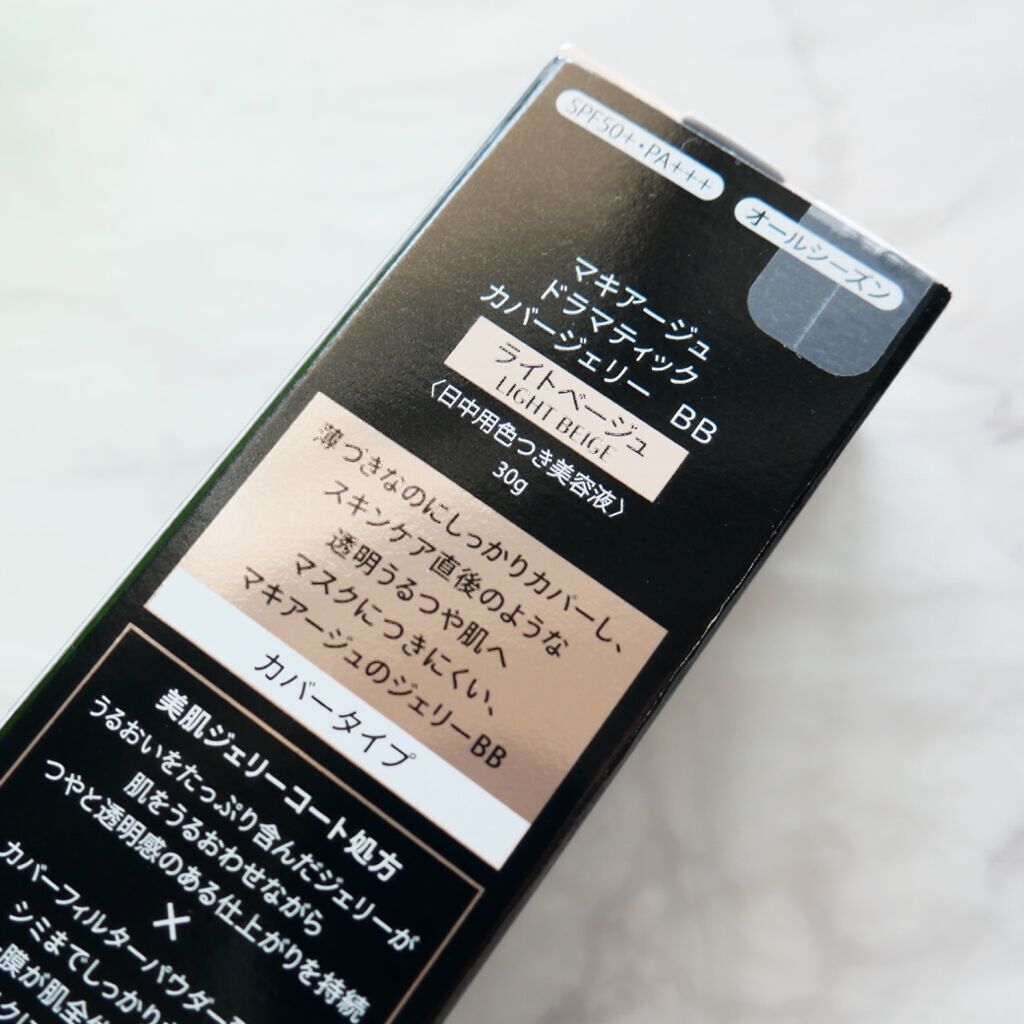 SPF50+・PA+++
オールシーズン
マキアージュ
ドラマティック
カバージェリー BB
ライトベージュ
LIGHT BEIGE
〈日中用色つき美容液〉
30g
薄づきなのにしっかりカバーし、
スキンケア直後のような
透明うるつや肌へ
マスクにつきにくい、
マキアージュのジェリーBB
カバータイプ
美肌ジェリーコート処方
うるおいをたっぷり含んだジェリーが
肌をうるおわせながら
つやと透明感のある仕上がりを持続
×
カバーフィルターパウダー
シミまでしっかり
膜が肌全